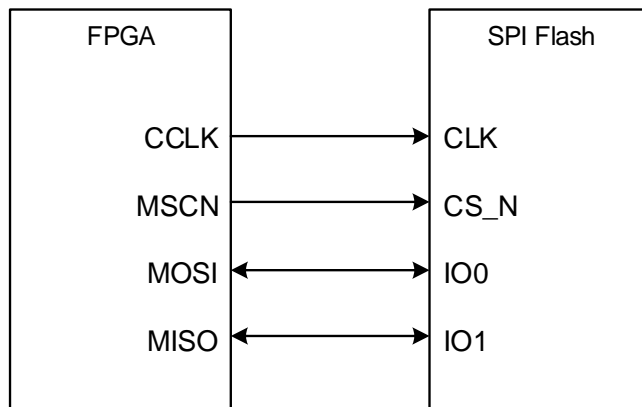 FPGA SPI Flash
CCLK CLK
MSCN CS_N
MOSI IO0
MISO IO1